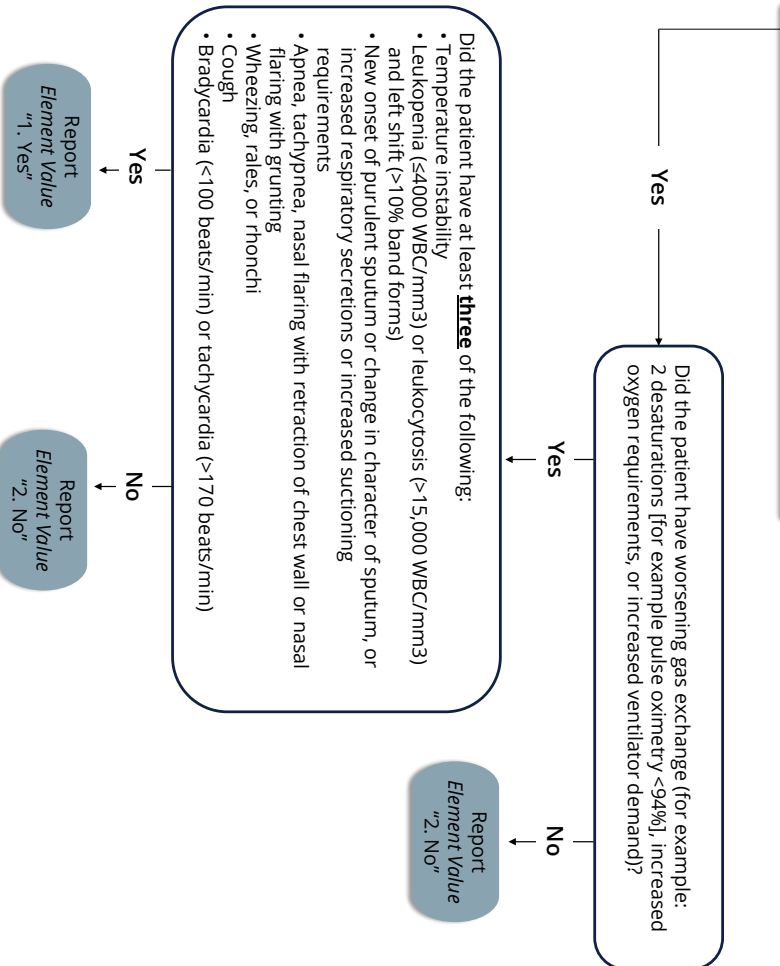 Yes
Did the patient have worsening gas exchange (for example:
2 desaturations [for example pulse oximetry <94%], increased
oxygen requirements, or increased ventilator demand)?
Yes
No
Did the patient have at least three of the following:
• Temperature instability
• Leukopenia (≤4000 WBC/mm3) or leukocytosis (>15,000 WBC/mm3)
and left shift (>10% band forms)
• New onset of purulent sputum or change in character of sputum, or
increased respiratory secretions or increased suctioning
requirements
• Apnea, tachypnea, nasal flaring with retraction of chest wall or nasal
flaring with grunting
• Wheezing, rales, or rhonchi
• Cough
• Bradycardia (<100 beats/min) or tachycardia (>170 beats/min)
Report
Element Value
“2. No”
Yes
No
Report
Element Value
“1. Yes”
Report
Element Value
“2. No”